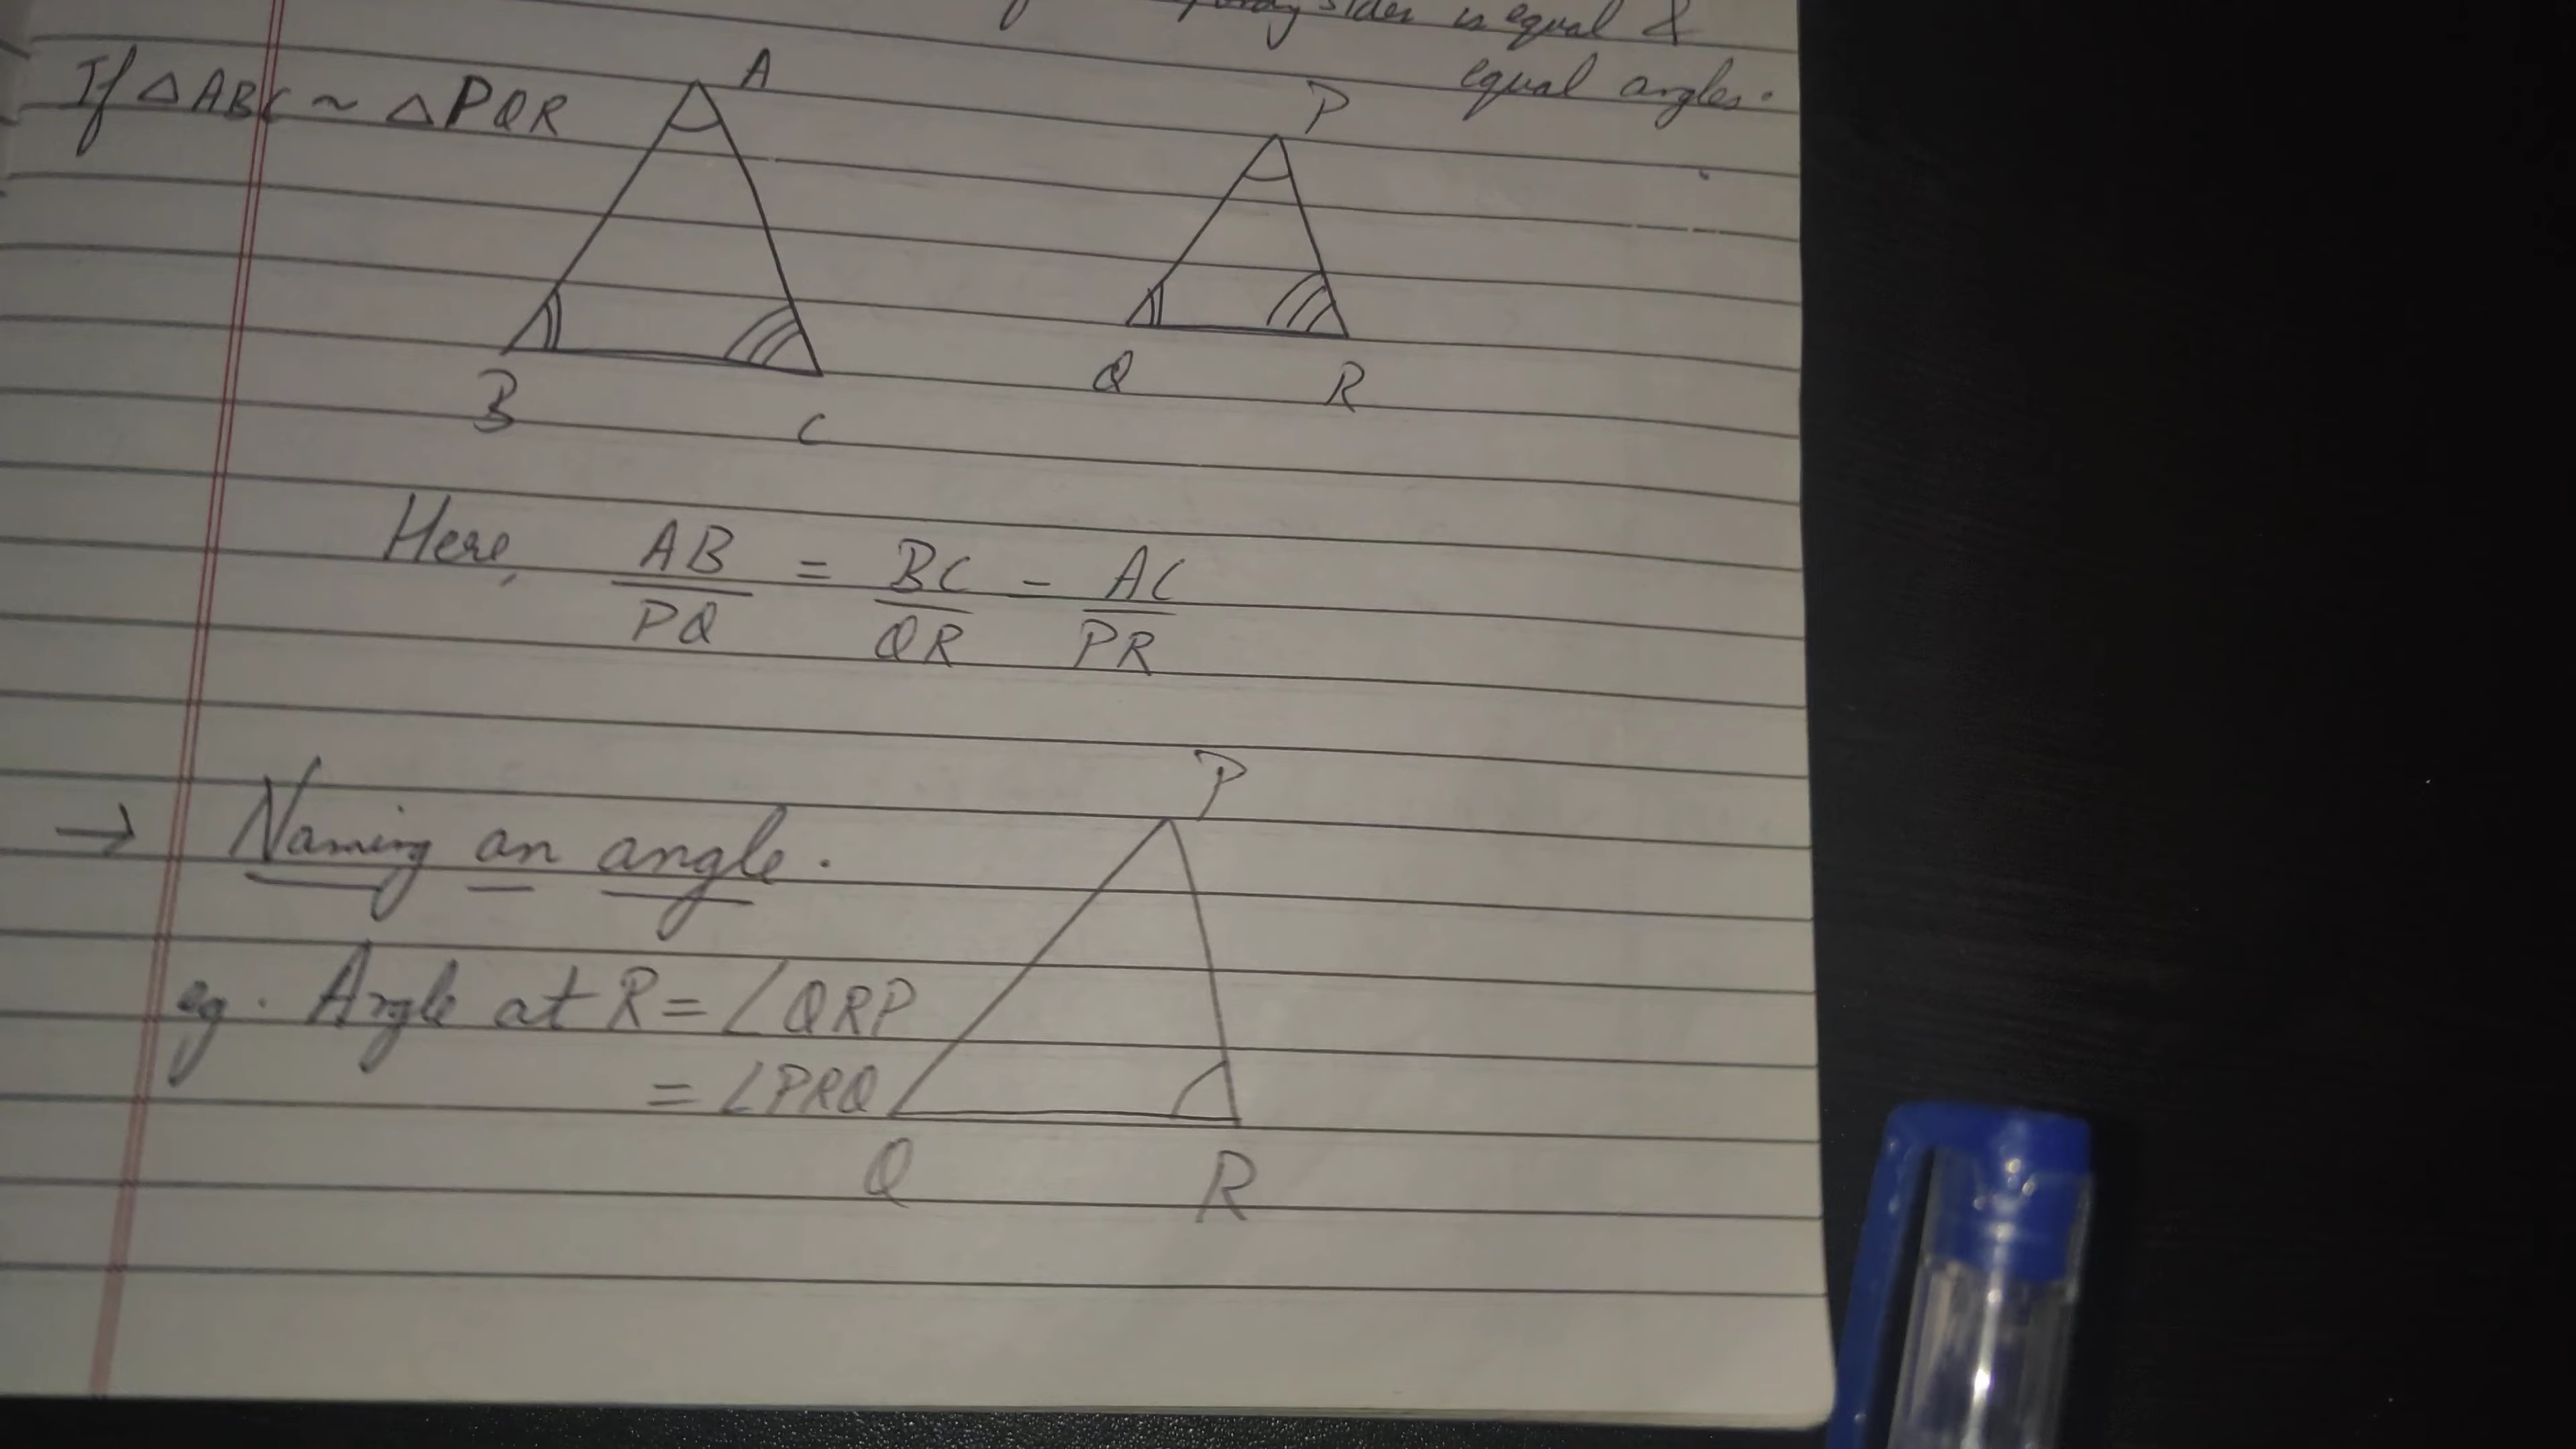 sides is equal &
equal angles.
If △ABC ~ △PQR
A
P
B
C
Q
R
Here, AB/PQ = BC/QR - AC/PR
→ Naming an angle.
P
eg. Angle at R = ∠QRP
= ∠PRQ
Q
R